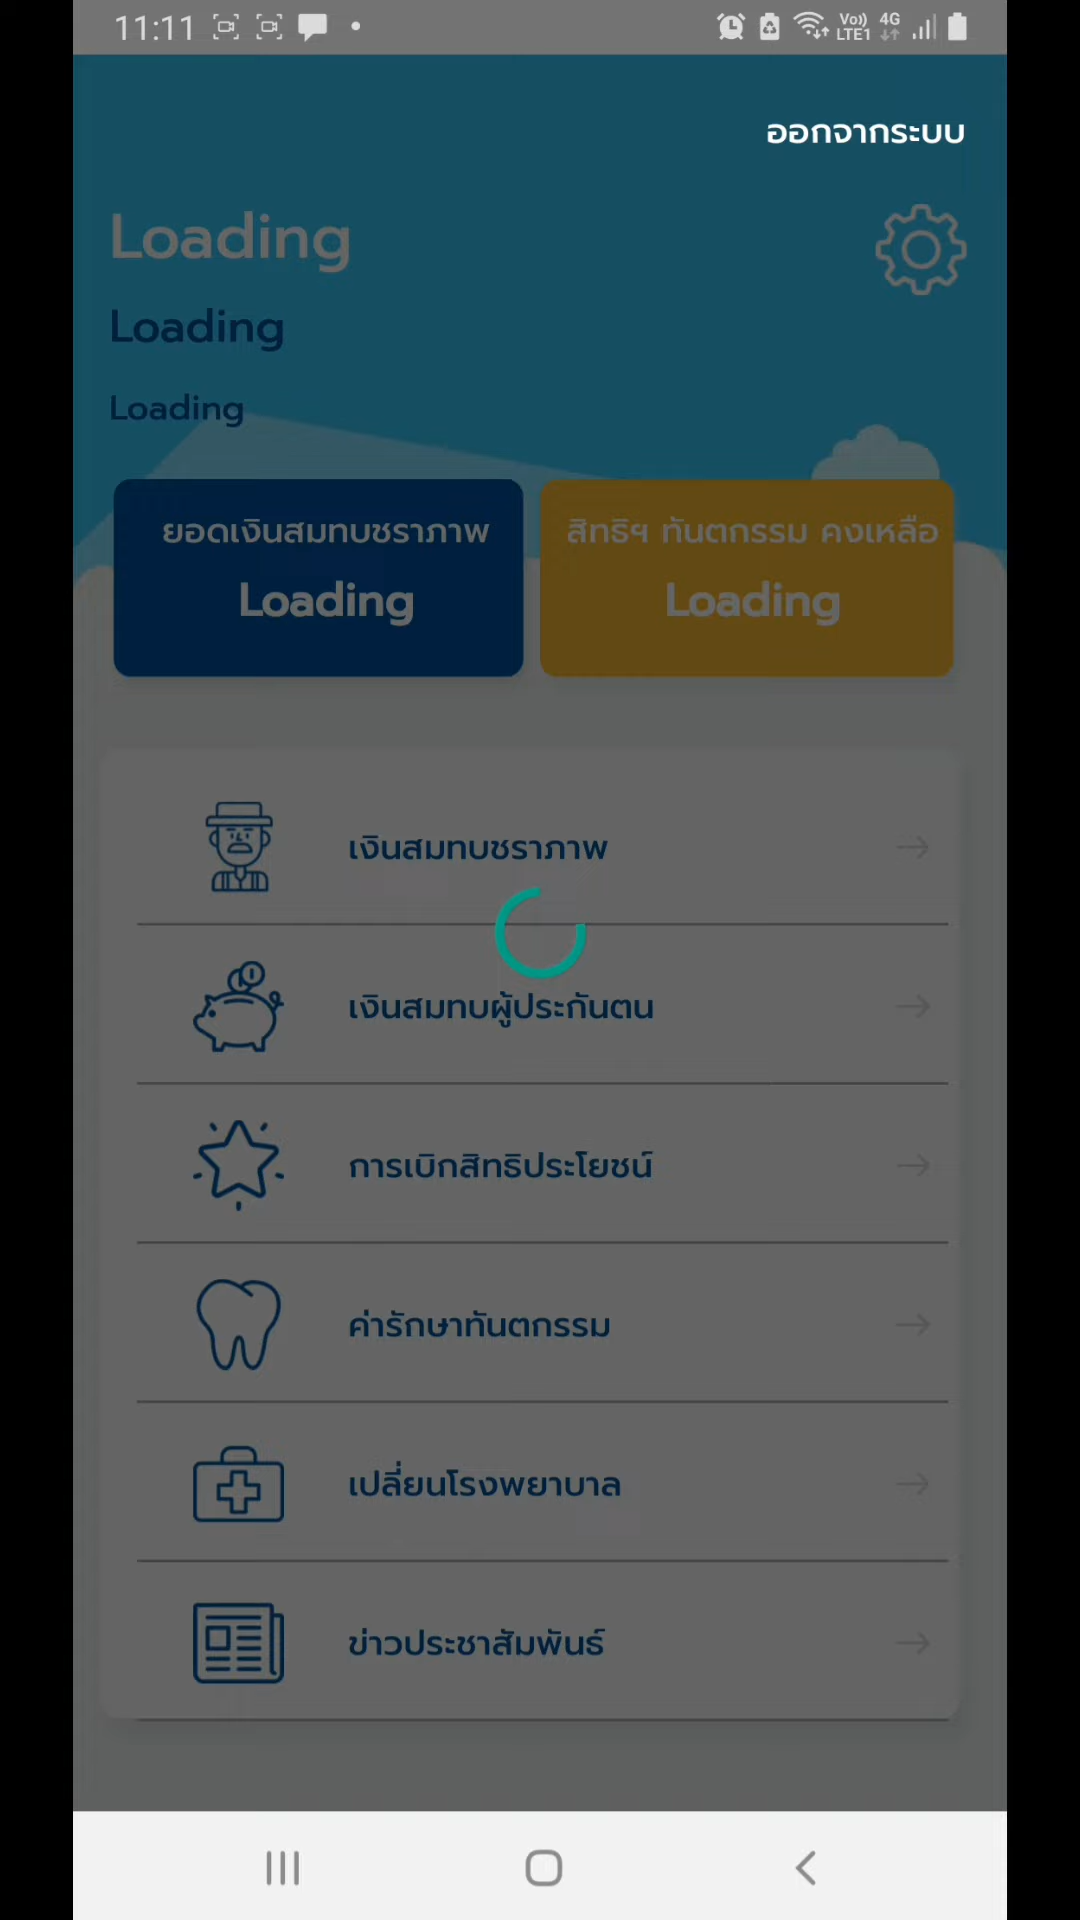 11:11
Vo)) 4G
LTE1
ออกจากระบบ
Loading
Loading
Loading
ยอดเงินสมทบชราภาพ
Loading
สิทธิฯ ทันตกรรม คงเหลือ
Loading
เงินสมทบชราภาพ
เงินสมทบผู้ประกันตน
การเบิกสิทธิประโยชน์
ค่ารักษาทันตกรรม
เปลี่ยนโรงพยาบาล
ข่าวประชาสัมพันธ์